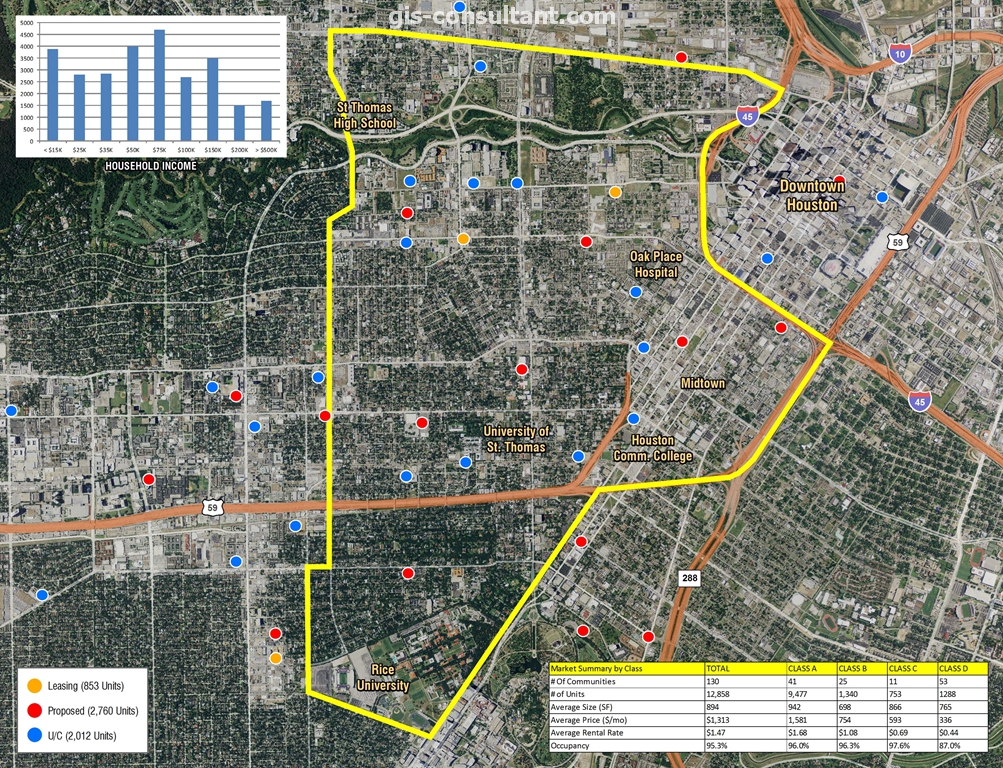 gis-consultant.com
5000
4500
4000
3500
3000
2500
2000
1500
1000
500
0
< $15K $25K $35K $50K $75K $100K $150K $200K > $500K
HOUSEHOLD INCOME
10
45
St Thomas
High School
Downtown
Houston
59
Oak Place
Hospital
Midtown
45
University of
St. Thomas
Houston
Comm. College
59
288
Rice
University
Leasing (853 Units)
Proposed (2,760 Units)
U/C (2,012 Units)
Market Summary by Class TOTAL CLASS A CLASS B CLASS C CLASS D
# Of Communities 130 41 25 11 53
# of Units 12,858 9,477 1,340 753 1288
Average Size (SF) 894 942 698 866 765
Average Price ($/mo) $1,313 1,581 754 593 336
Average Rental Rate $1.47 $1.68 $1.08 $0.69 $0.44
Occupancy 95.3% 96.0% 96.3% 97.6% 87.0%